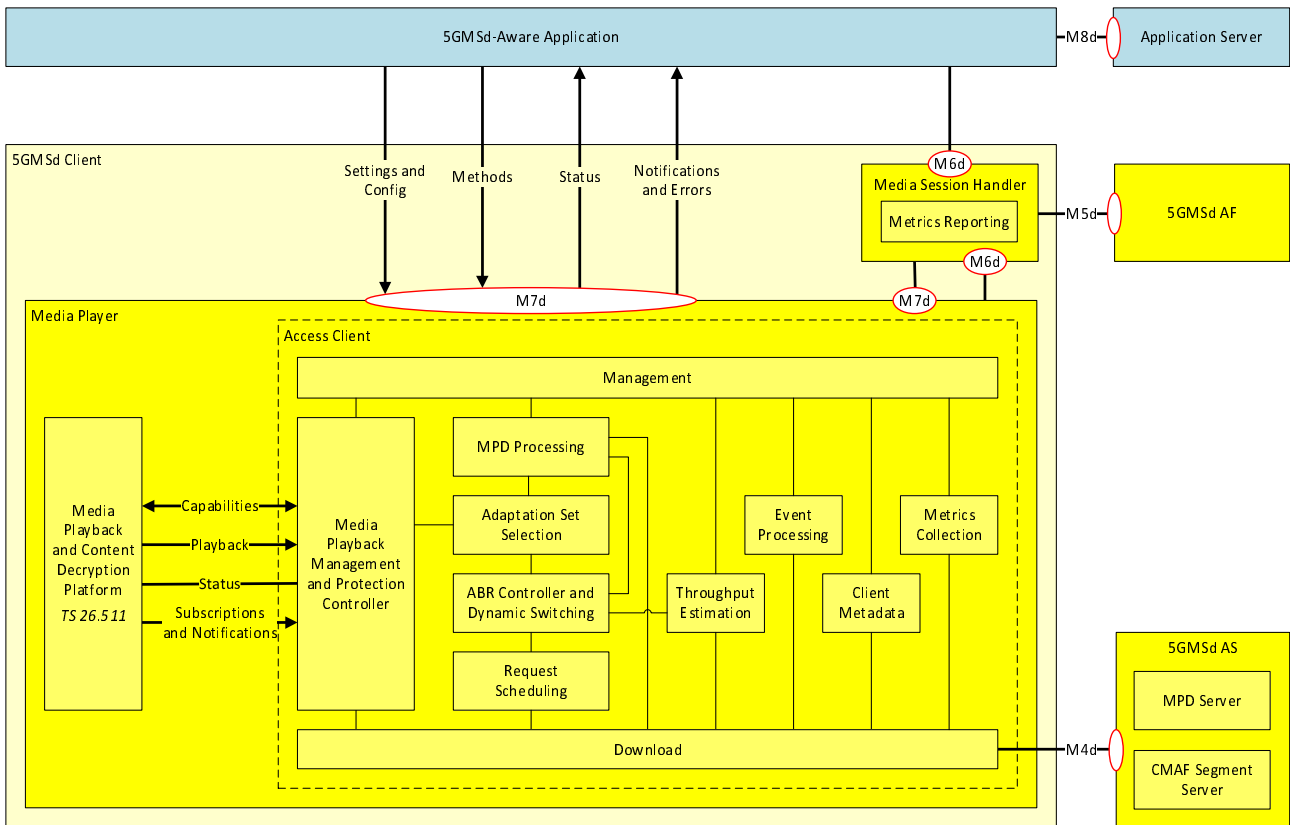 5GMSd-Aware Application
M8d
Application Server
5GMSd Client
Settings and
Config
Methods
Status
Notifications
and Errors
M6d
Media Session Handler
Metrics Reporting
M5d
5GMSd AF
M6d
M7d
M7d
Media Player
Access Client
Management
Media
Playback
and Content
Decryption
Platform
TS 26.511
Capabilities
Playback
Status
Subscriptions
and Notifications
Media
Playback
Management
and Protection
Controller
MPD Processing
Adaptation Set
Selection
ABR Controller and
Dynamic Switching
Request
Scheduling
Throughput
Estimation
Event
Processing
Client
Metadata
Metrics
Collection
Download
M4d
5GMSd AS
MPD Server
CMAF Segment
Server